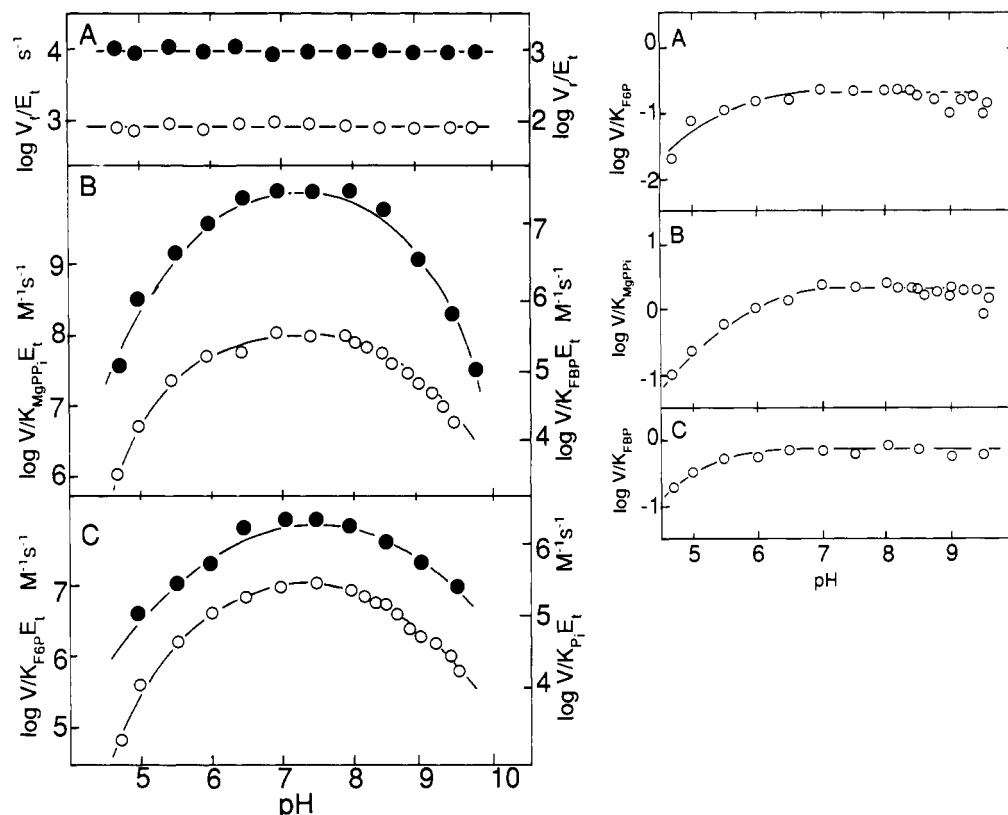 A
log V_f/E_t s⁻¹
4
3
3
2
log V_r/E_t
B
log V/K_MgPPi E_t M⁻¹s⁻¹
9
8
7
6
7
6
5
4
log V/K_FBP E_t M⁻¹s⁻¹
C
log V/K_F6P E_t M⁻¹s⁻¹
7
6
5
6
5
4
log V/K_Pi E_t M⁻¹s⁻¹
5 6 7 8 9 10
pH
A
log V/K_F6P
0
-1
-2
B
log V/K_MgPPi
1
0
-1
C
log V/K_FBP
0
-1
5 6 7 8 9
pH